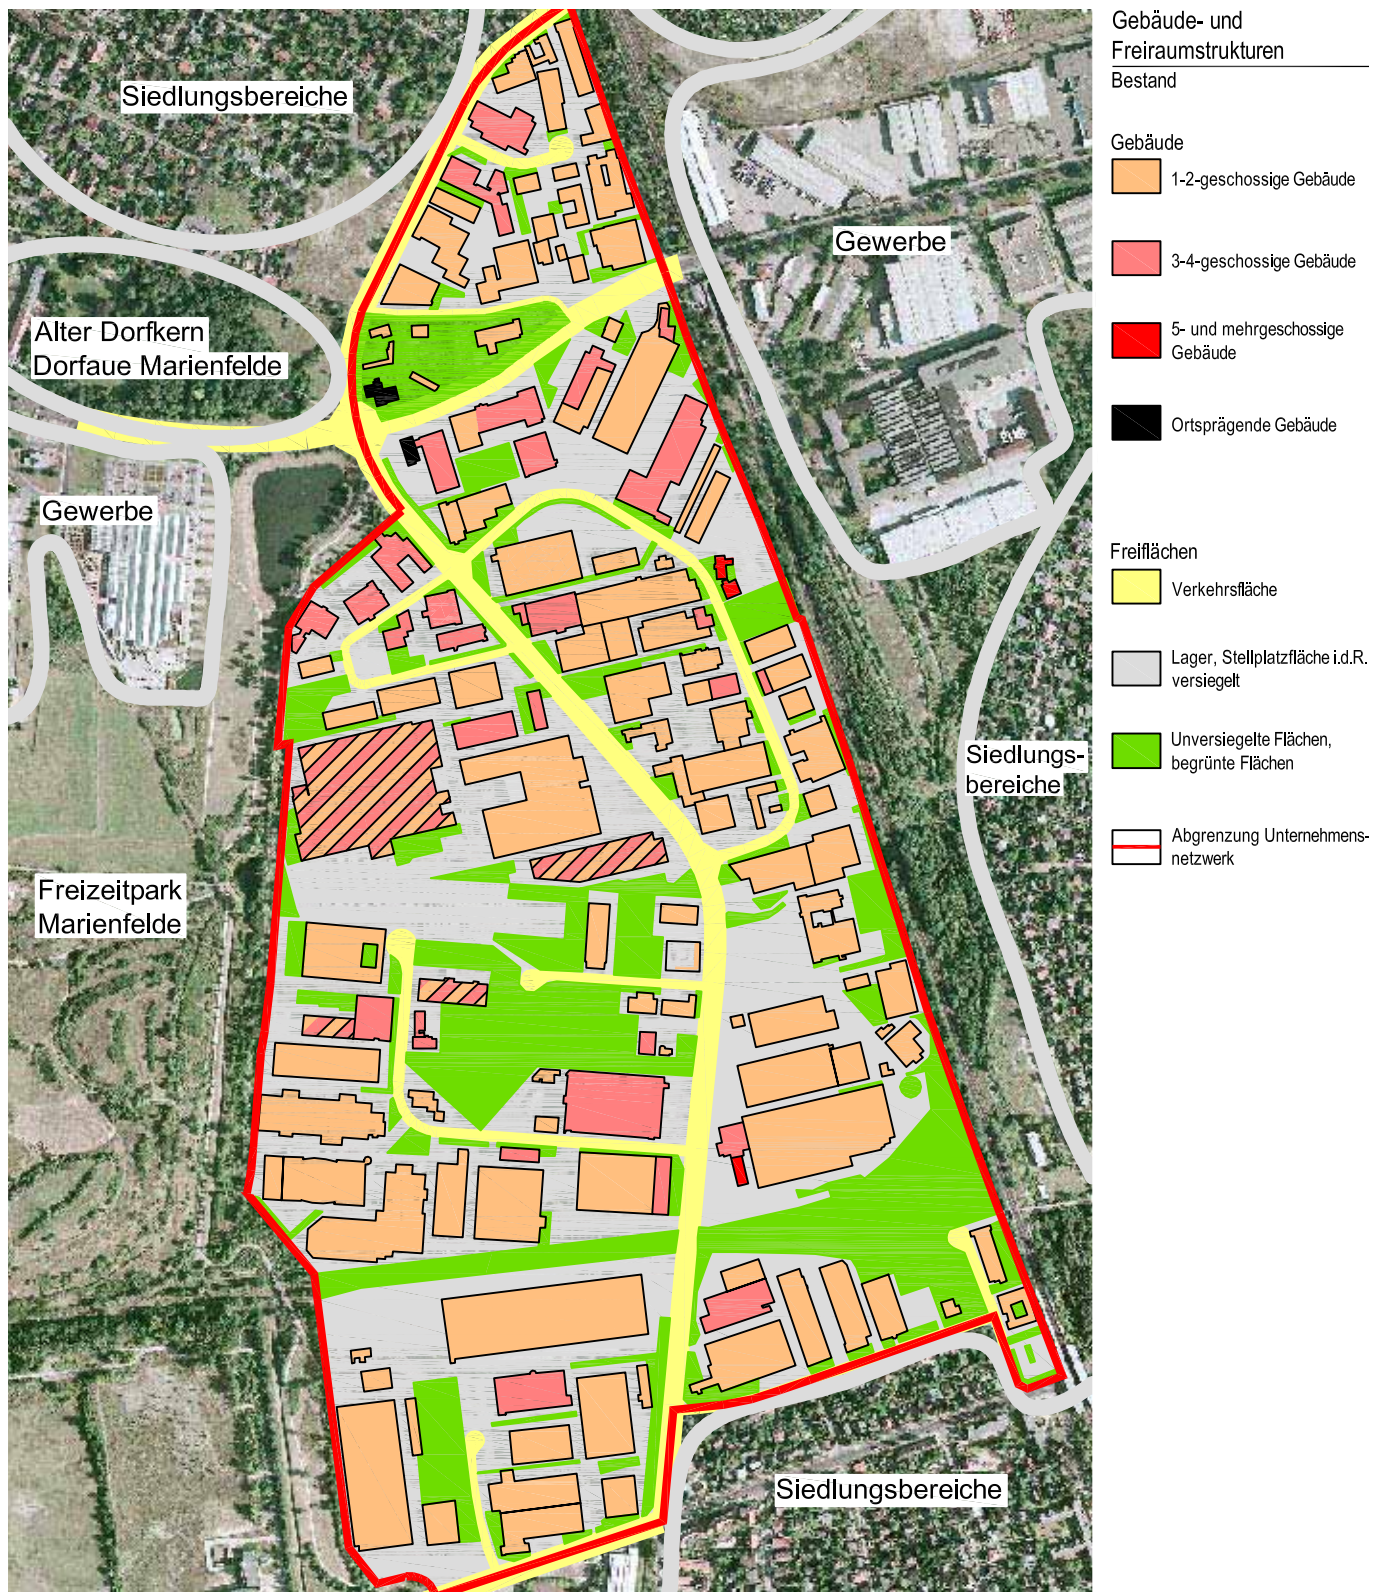 Gebäude- und
Freiraumstrukturen
Bestand
Gebäude
1-2-geschossige Gebäude
3-4-geschossige Gebäude
5- und mehrgeschossige
Gebäude
Ortsprägende Gebäude
Freiflächen
Verkehrsfläche
Lager, Stellplatzfläche i.d.R.
versiegelt
Unversiegelte Flächen,
begrünte Flächen
Abgrenzung Unternehmens-
netzwerk
Siedlungsbereiche
Gewerbe
Alter Dorfkern
Dorfaue Marienfelde
Gewerbe
Siedlungs-
bereiche
Freizeitpark
Marienfelde
Siedlungsbereiche